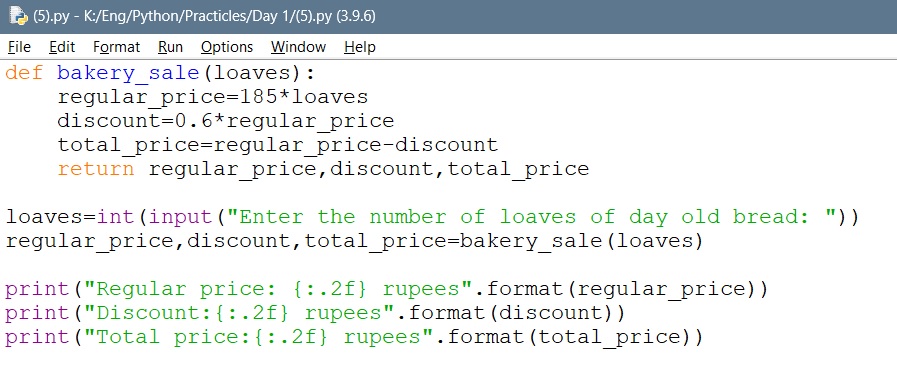 (5).py - K:/Eng/Python/Practicles/Day 1/(5).py (3.9.6)
File Edit Format Run Options Window Help
def bakery_sale(loaves):
    regular_price=185*loaves
    discount=0.6*regular_price
    total_price=regular_price-discount
    return regular_price,discount,total_price
loaves=int(input("Enter the number of loaves of day old bread: "))
regular_price,discount,total_price=bakery_sale(loaves)
print("Regular price: {:.2f} rupees".format(regular_price))
print("Discount:{:.2f} rupees".format(discount))
print("Total price:{:.2f} rupees".format(total_price))